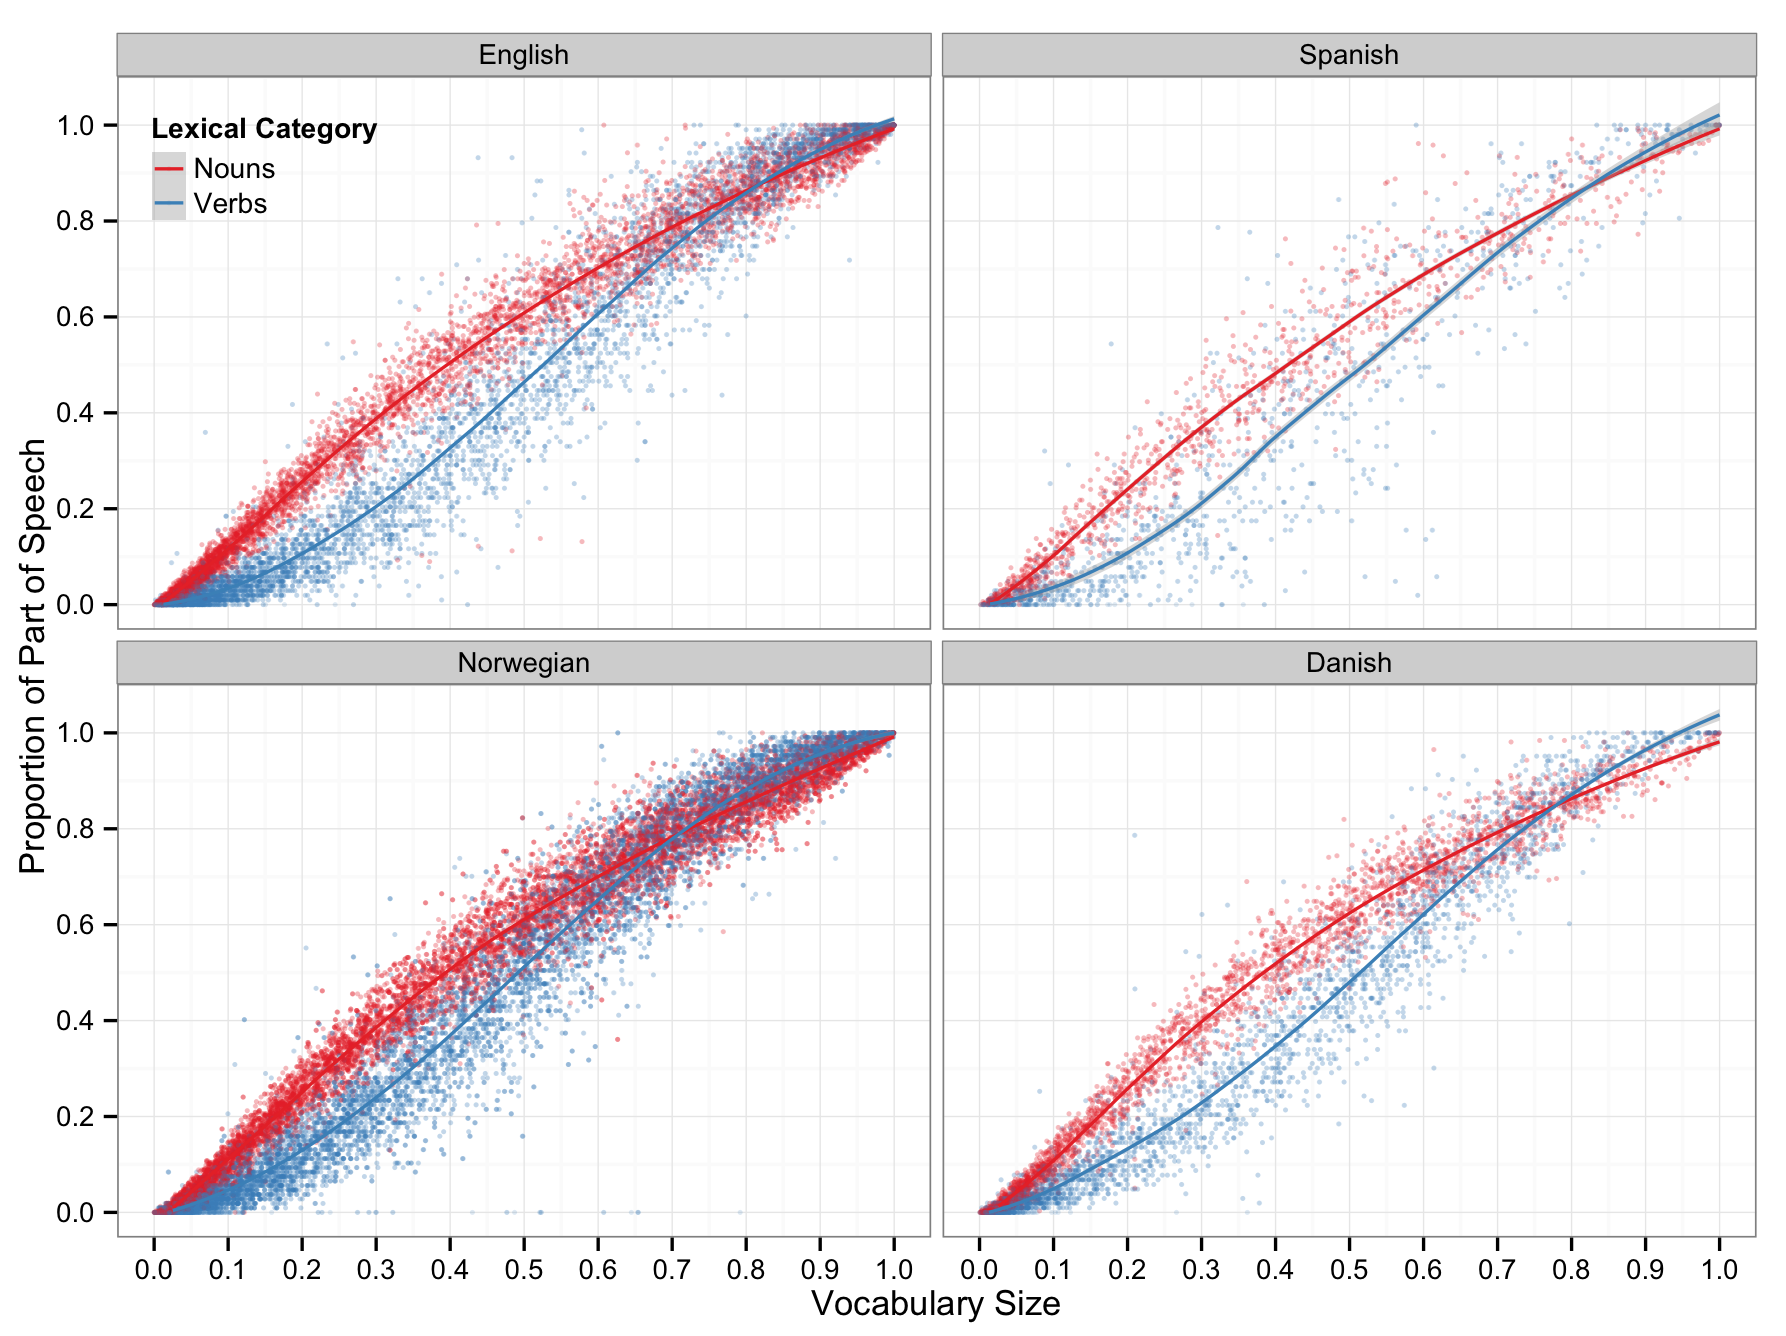 English
Spanish
Lexical Category
Nouns
Verbs
1.0
0.8
0.6
0.4
0.2
0.0
Proportion of Part of Speech
Norwegian
Danish
1.0
0.8
0.6
0.4
0.2
0.0
0.0 0.1 0.2 0.3 0.4 0.5 0.6 0.7 0.8 0.9 1.0
0.0 0.1 0.2 0.3 0.4 0.5 0.6 0.7 0.8 0.9 1.0
Vocabulary Size